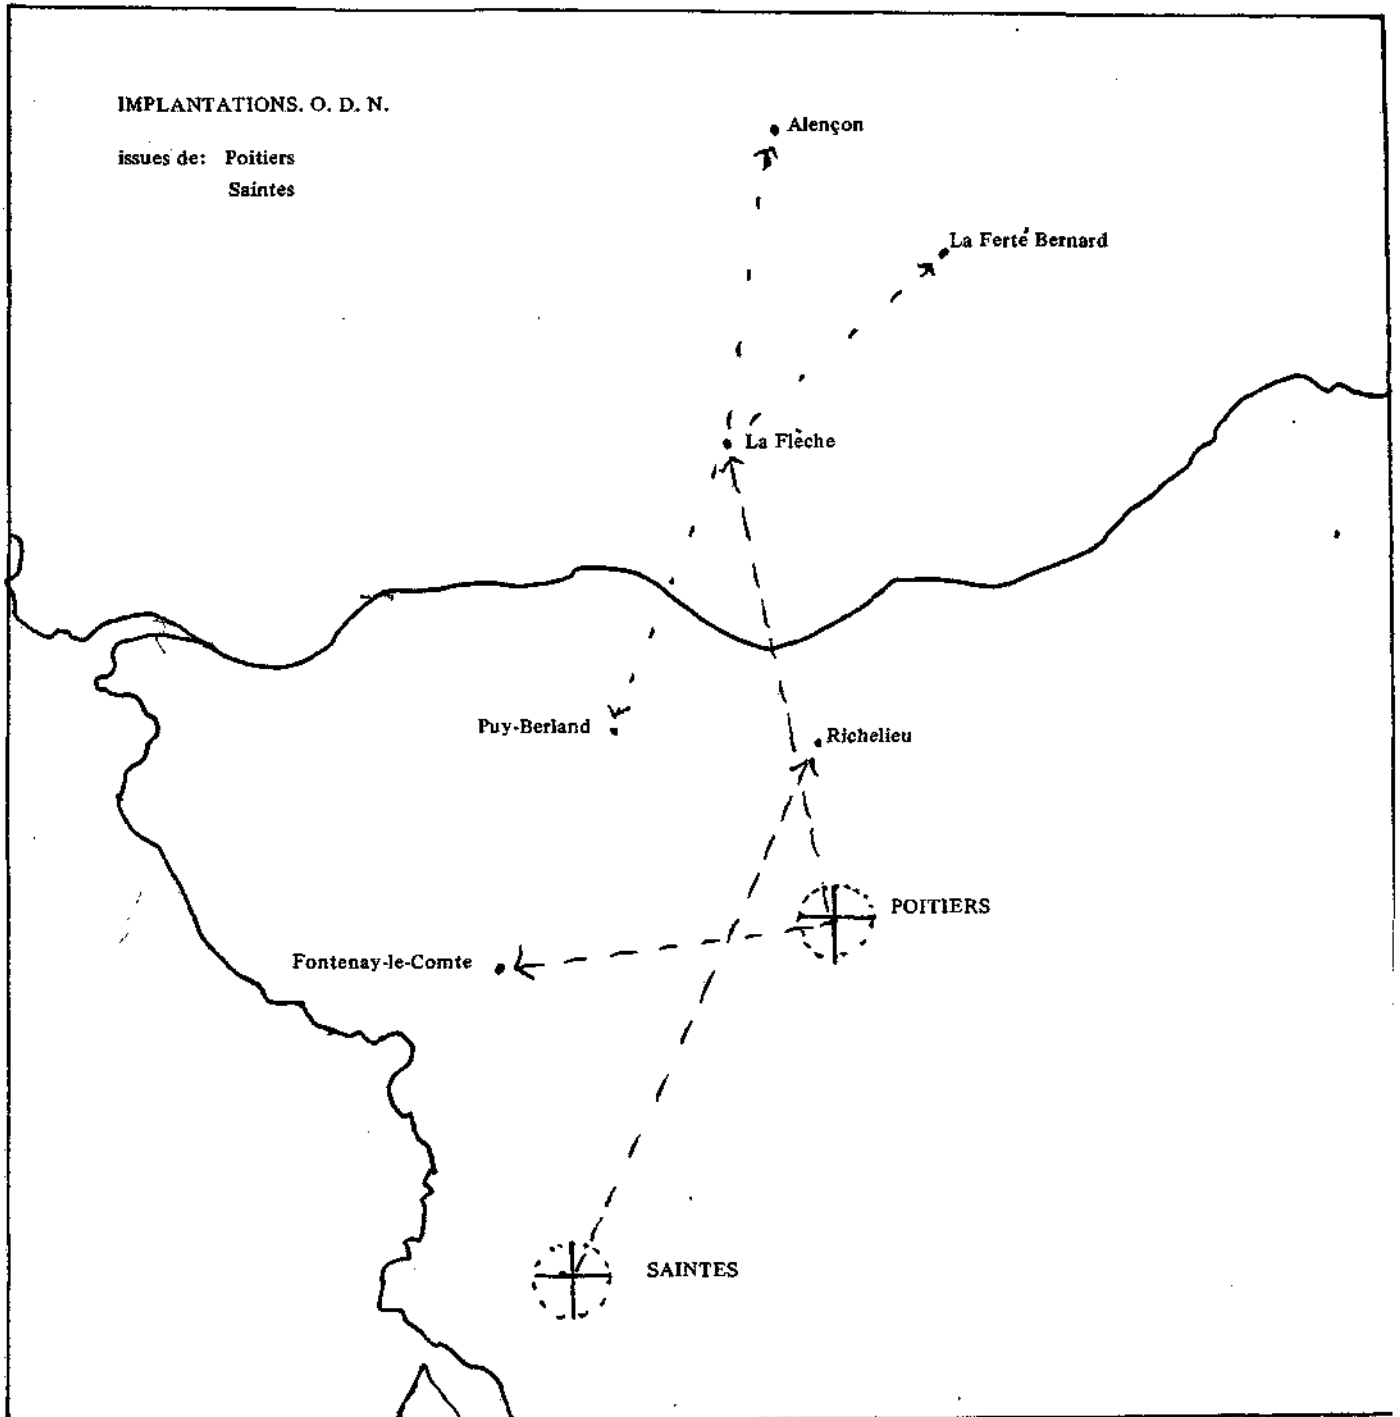 IMPLANTATIONS. O. D. N.
issues de: Poitiers
Saintes
Alençon
La Ferté Bernard
La Flèche
Puy-Berland
Richelieu
POITIERS
Fontenay-le-Comte
SAINTES